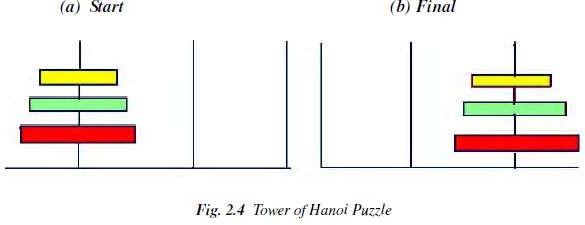 (a) Start
(b) Final
Fig. 2.4 Tower of Hanoi Puzzle